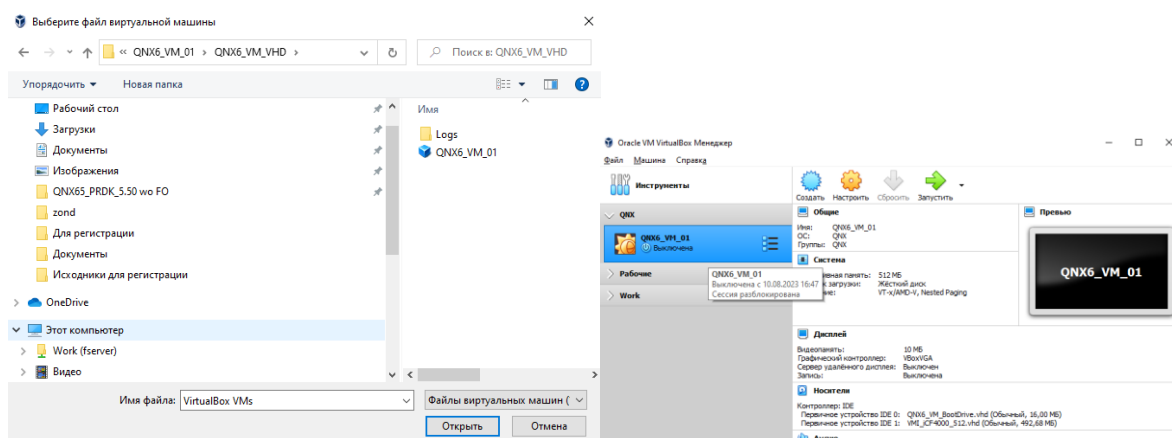 Выберите файл виртуальной машины
« QNX6_VM_01 > QNX6_VM_VHD >
Поиск в: QNX6_VM_VHD
Упорядочить
Новая папка
Рабочий стол
Загрузки
Документы
Изображения
QNX65_PRDK_5.50 wo FO
zond
Для регистрации
Документы
Исходники для регистрации
OneDrive
Этот компьютер
Work (fserver)
Видео
Имя
Logs
QNX6_VM_01
Имя файла: VirtualBox VMs
Файлы виртуальных машин (
Открыть
Отмена
Oracle VM VirtualBox Менеджер
Файл Машина Справка
Инструменты
Создать Настроить Сбросить Запустить
QNX
QNX6_VM_01
Выключена
Рабочие
Work
QNX6_VM_01
Выключена с 10.08.2023 16:47
Сессия разблокирована
Общие
Имя: QNX6_VM_01
ОС: QNX
Группы: QNX
Система
память: 512 МБ
загрузки: Жёсткий диск
VT-x/AMD-V, Nested Paging
Превью
QNX6_VM_01
Дисплей
Видеопамять: 10 МБ
Графический контроллер: VBoxVGA
Сервер удалённого дисплея: Выключен
Запись: Выключена
Носители
Контроллер: IDE
Первичное устройство IDE 0: QNX6_VM_BootDrive.vhd (Обычный, 16,00 МБ)
Первичное устройство IDE 1: VMI_iCF4000_512.vhd (Обычный, 492,68 МБ)